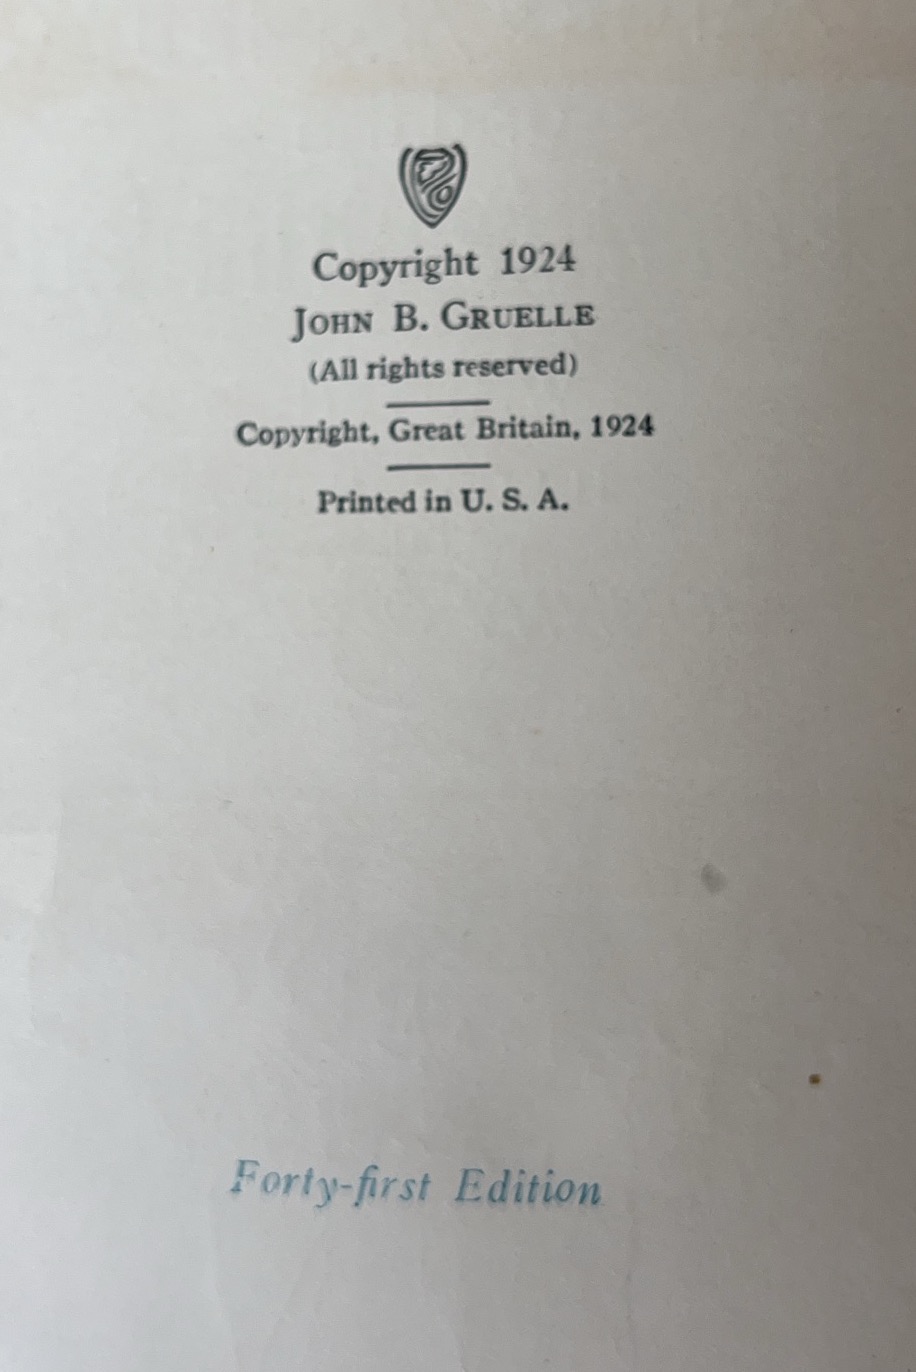 Copyright 1924
JOHN B. GRUELLE
(All rights reserved)
Copyright, Great Britain, 1924
Printed in U. S. A.
Forty-first Edition